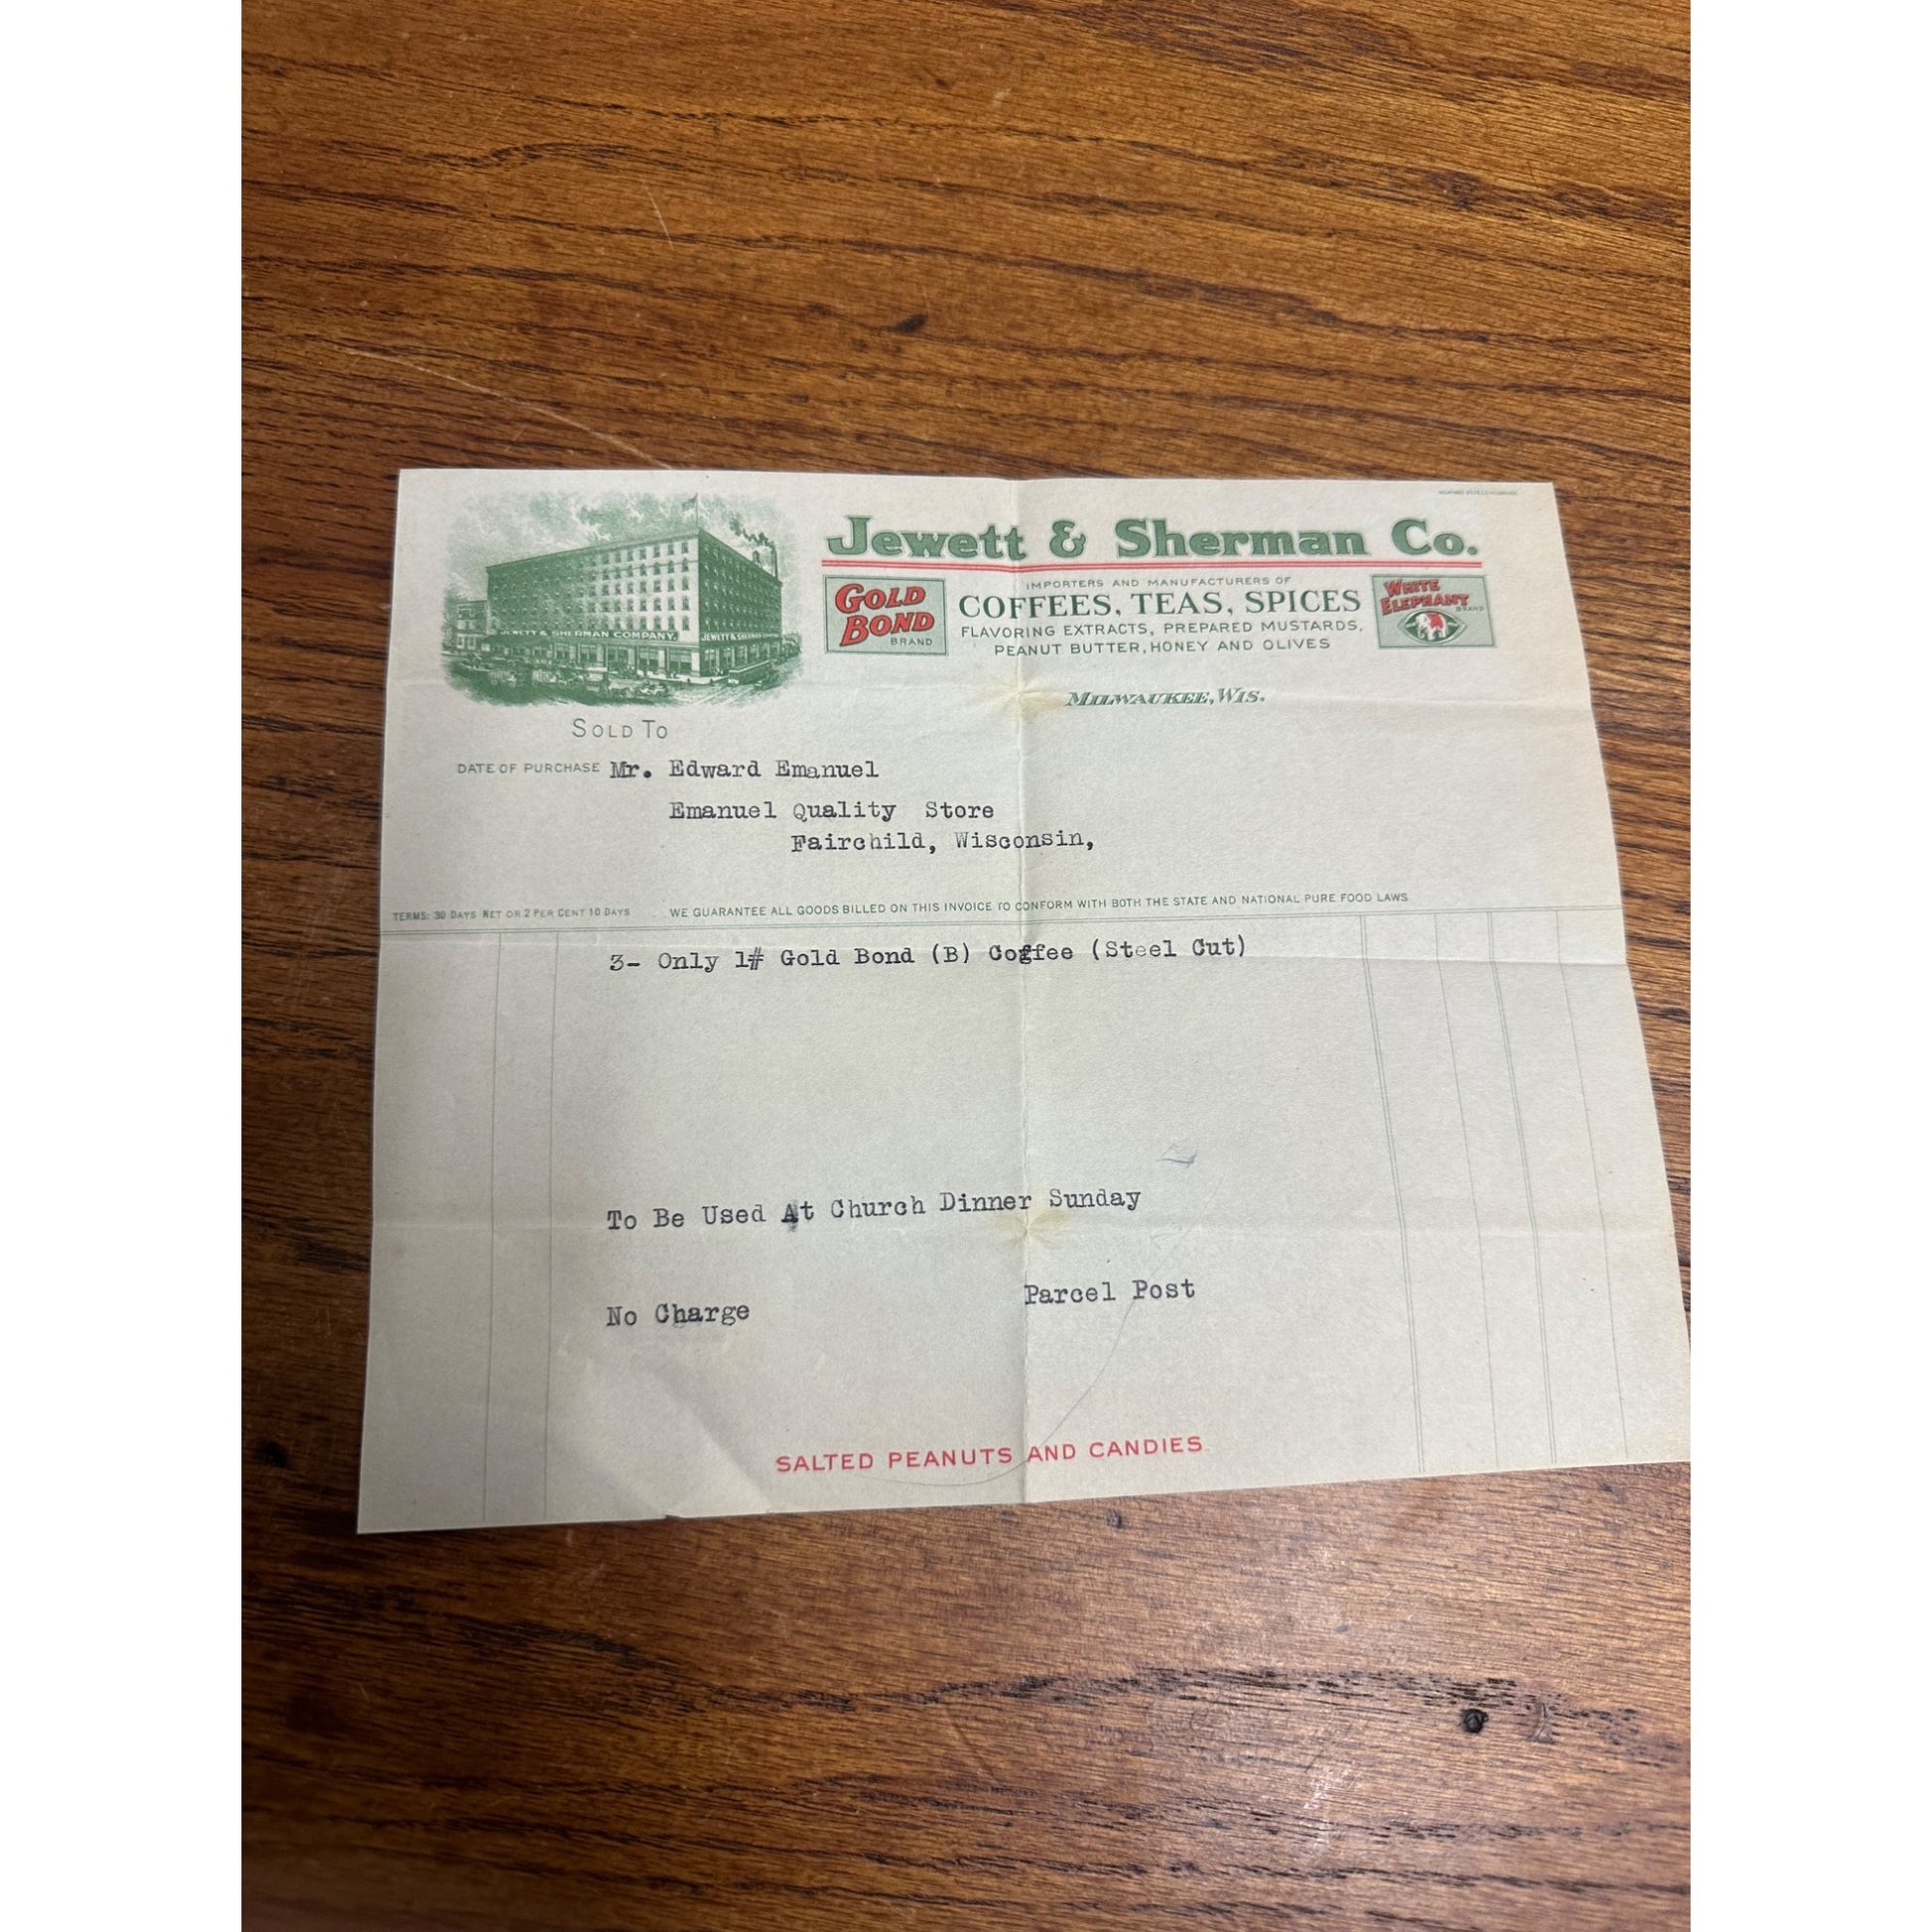 Jewett & Sherman Co.
GOLD BOND BRAND
IMPORTERS AND MANUFACTURERS OF
COFFEES, TEAS, SPICES
FLAVORING EXTRACTS, PREPARED MUSTARDS,
PEANUT BUTTER, HONEY AND OLIVES
WHITE ELEPHANT BRAND
JEWETT & SHERMAN COMPANY.
JEWETT & SHERMAN
MILWAUKEE, WIS.
SOLD TO
DATE OF PURCHASE Mr. Edward Emanuel
Emanuel Quality Store
Fairchild, Wisconsin,
TERMS: 30 DAYS NET OR 2 PER CENT 10 DAYS WE GUARANTEE ALL GOODS BILLED ON THIS INVOICE TO CONFORM WITH BOTH THE STATE AND NATIONAL PURE FOOD LAWS
3- Only 1# Gold Bond (B) Coffee (Steel Cut)
To Be Used At Church Dinner Sunday
No Charge Parcel Post
SALTED PEANUTS AND CANDIES